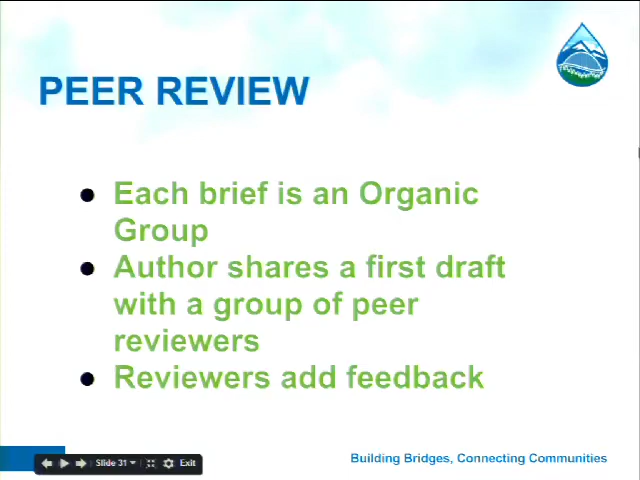 PEER REVIEW
● Each brief is an Organic
Group
● Author shares a first draft
with a group of peer
reviewers
● Reviewers add feedback
Slide 31
Exit
Building Bridges, Connecting Communities